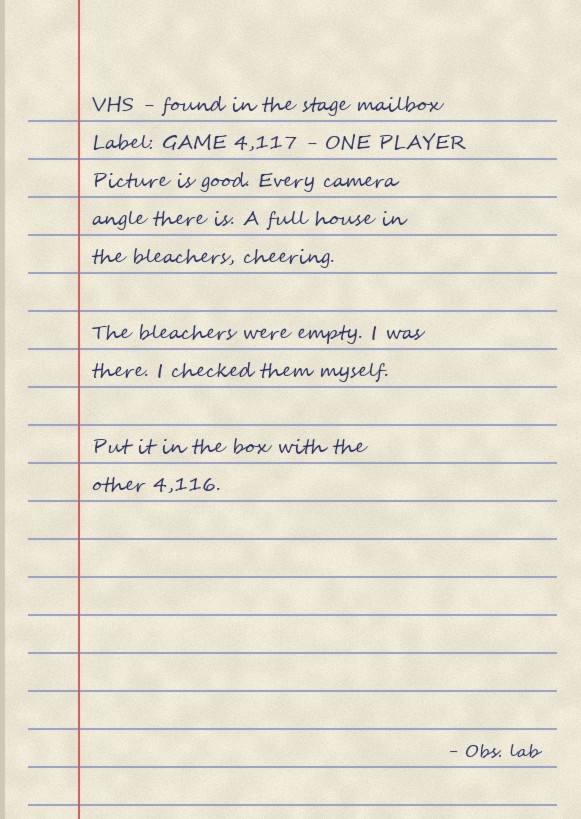 VHS - found in the stage mailbox
Label: GAME 4,117 - ONE PLAYER
Picture is good. Every camera
angle there is. A full house in
the bleachers, cheering.
The bleachers were empty. I was
there. I checked them myself.
Put it in the box with the
other 4,116.
- Obs. lab